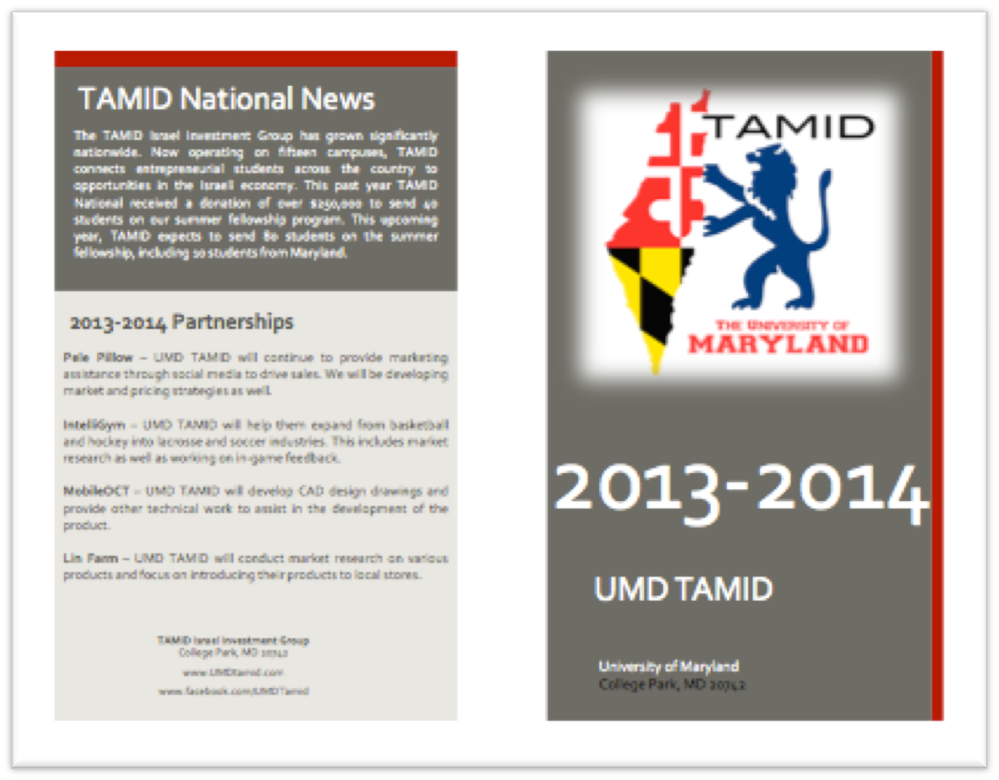 TAMID National News
The TAMID Israel Investment Group has grown significantly
nationwide. Now operating on fifteen campuses, TAMID
connects entrepreneurial students across the country to
opportunities in the Israeli economy. This past year TAMID
National received a donation of over $250,000 to send 40
students on our summer fellowship program. This upcoming
year, TAMID expects to send 80 students on the summer
fellowship, including 10 students from Maryland.
2013-2014 Partnerships
Pele Pillow – UMD TAMID will continue to provide marketing
assistance through social media to drive sales. We will be developing
market and pricing strategies as well.
IntelliGym – UMD TAMID will help them expand from basketball
and hockey into lacrosse and soccer industries. This includes market
research as well as working on in-game feedback.
MobileOCT – UMD TAMID will develop CAD design drawings and
provide other technical work to assist in the development of the
product.
Lin Farm – UMD TAMID will conduct market research on various
products and focus on introducing their products to local stores.
TAMID Israel Investment Group
College Park, MD 20742
www.UMDtamid.com
www.facebook.com/UMDTamid
TAMID
THE UNIVERSITY OF
MARYLAND
2013-2014
UMD TAMID
University of Maryland
College Park, MD 20742